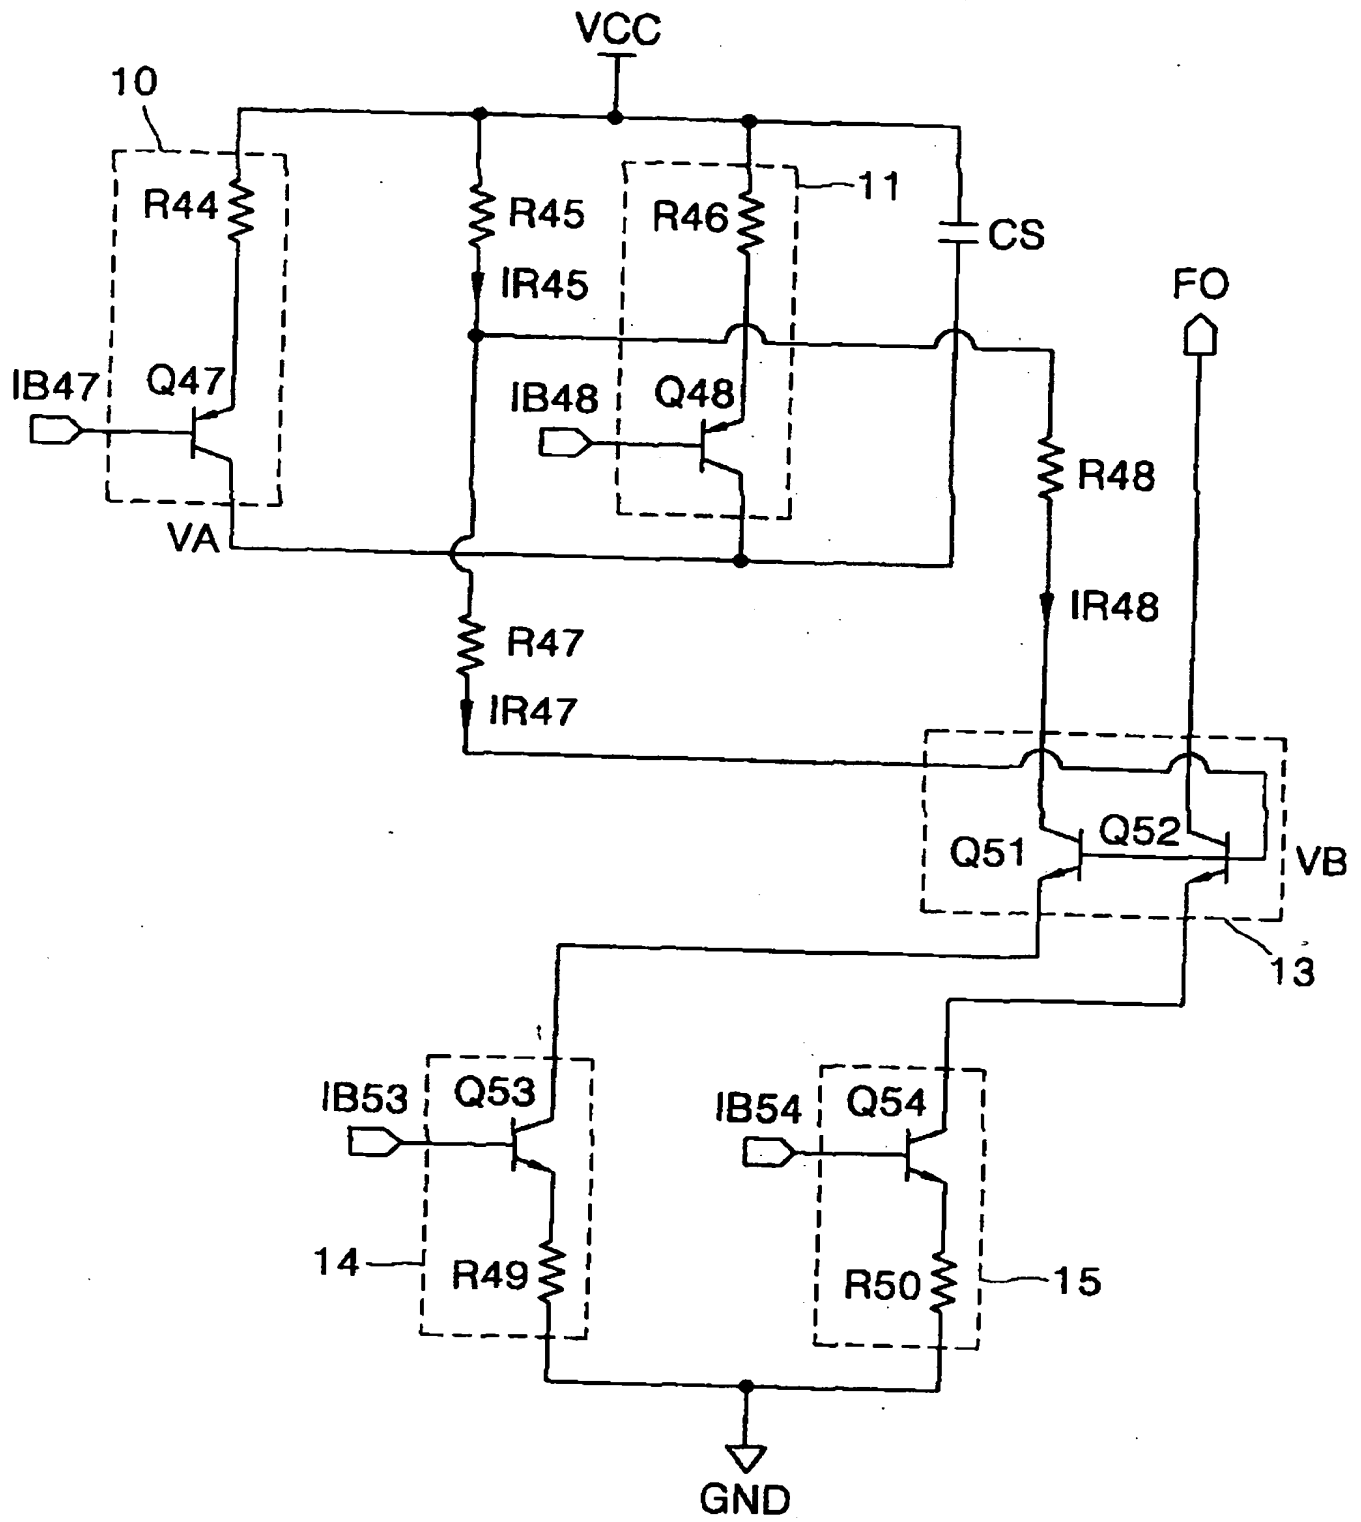 VCC
10
R44
R45
R46
11
CS
IR45
FO
IB47
Q47
IB48
Q48
R48
VA
IR48
R47
IR47
Q51
Q52
VB
13
IB53
Q53
IB54
Q54
14
R49
R50
15
GND